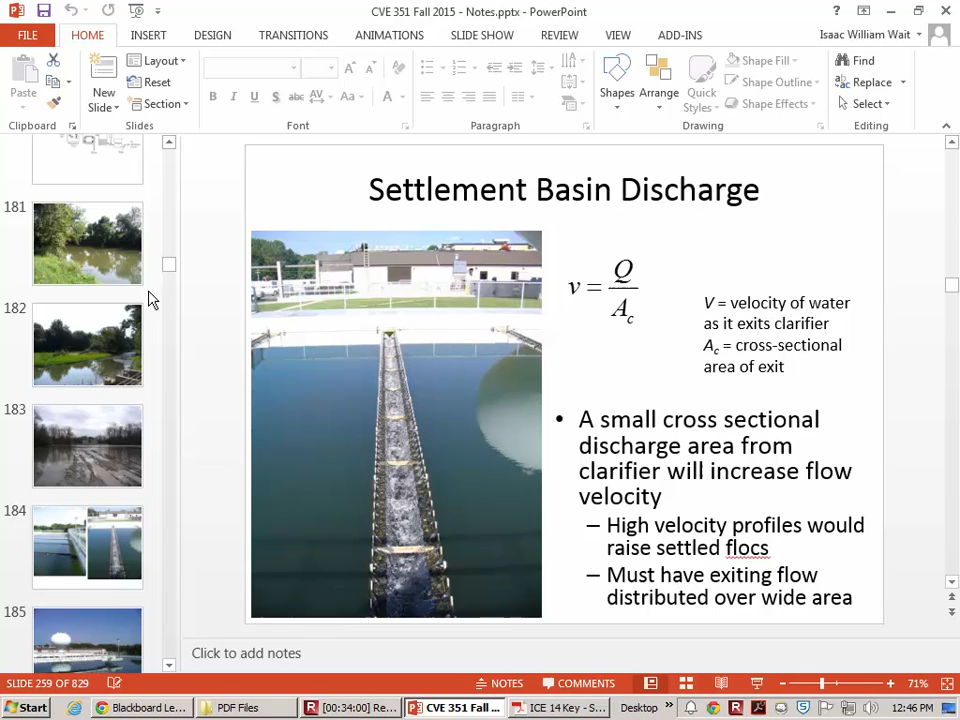 CVE 351 Fall 2015 - Notes.pptx - PowerPoint
FILE HOME INSERT DESIGN TRANSITIONS ANIMATIONS SLIDE SHOW REVIEW VIEW ADD-INS Isaac William Wait
Paste
New Slide
Layout
Reset
Section
B I U S abc AV Aa A
Shapes
Arrange
Quick Styles
Shape Fill
Shape Outline
Shape Effects
Find
Replace
Select
Clipboard Slides Font Paragraph Drawing Editing
181
182
183
184
185
Settlement Basin Discharge
v = Q / Ac
V = velocity of water
as it exits clarifier
Ac = cross-sectional
area of exit
• A small cross sectional
discharge area from
clarifier will increase flow
velocity
– High velocity profiles would
raise settled flocs
– Must have exiting flow
distributed over wide area
Click to add notes
SLIDE 259 OF 829 NOTES COMMENTS 71%
Start Blackboard Le... PDF Files [00:34:00] Re... CVE 351 Fall ... ICE 14 Key - S... Desktop » 12:46 PM